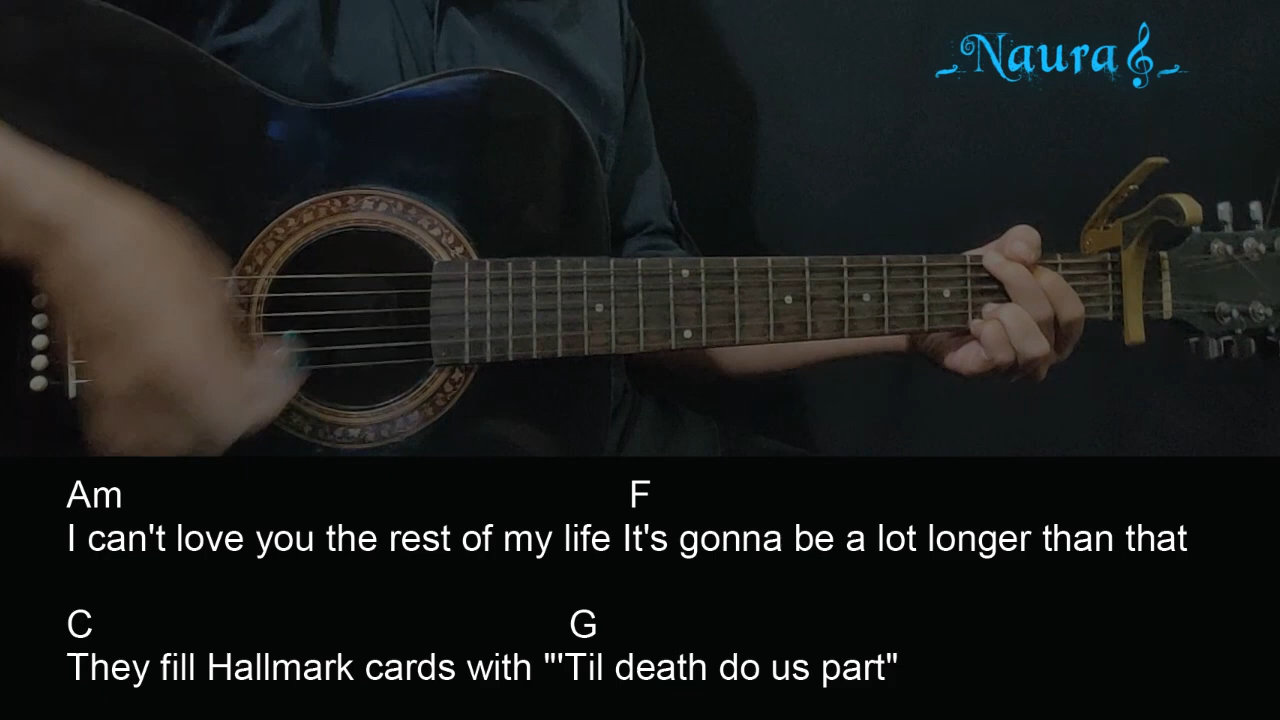 Naura
Am F
I can't love you the rest of my life It's gonna be a lot longer than that
C G
They fill Hallmark cards with "'Til death do us part"